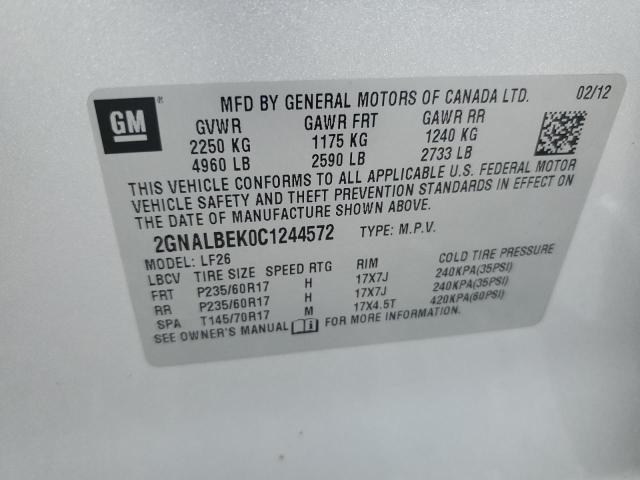 GM ®
MFD BY GENERAL MOTORS OF CANADA LTD. 02/12
GVWR GAWR FRT GAWR RR
2250 KG 1175 KG 1240 KG
4960 LB 2590 LB 2733 LB
THIS VEHICLE CONFORMS TO ALL APPLICABLE U.S. FEDERAL MOTOR
VEHICLE SAFETY AND THEFT PREVENTION STANDARDS IN EFFECT ON
THE DATE OF MANUFACTURE SHOWN ABOVE.
2GNALBEK0C1244572 TYPE: M.P.V.
MODEL: LF26
LBCV TIRE SIZE SPEED RTG RIM COLD TIRE PRESSURE
FRT P235/60R17 H 17X7J 240KPA(35PSI)
RR P235/60R17 H 17X7J 240KPA(35PSI)
SPA T145/70R17 M 17X4.5T 420KPA(60PSI)
SEE OWNER'S MANUAL FOR MORE INFORMATION.